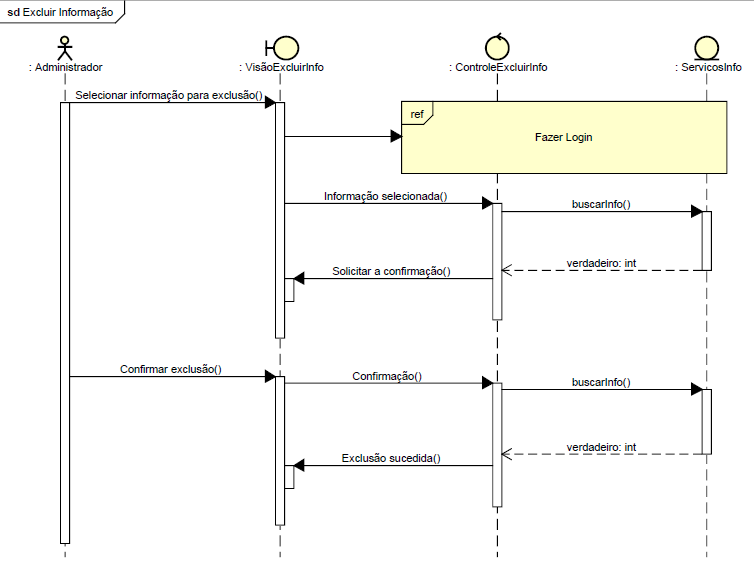 sd Excluir Informação
: Administrador
: VisãoExcluirInfo
: ControleExcluirInfo
: ServicosInfo
Selecionar informação para exclusão()
ref
Fazer Login
Informação selecionada()
buscarInfo()
verdadeiro: int
Solicitar a confirmação()
Confirmar exclusão()
Confirmação()
buscarInfo()
verdadeiro: int
Exclusão sucedida()